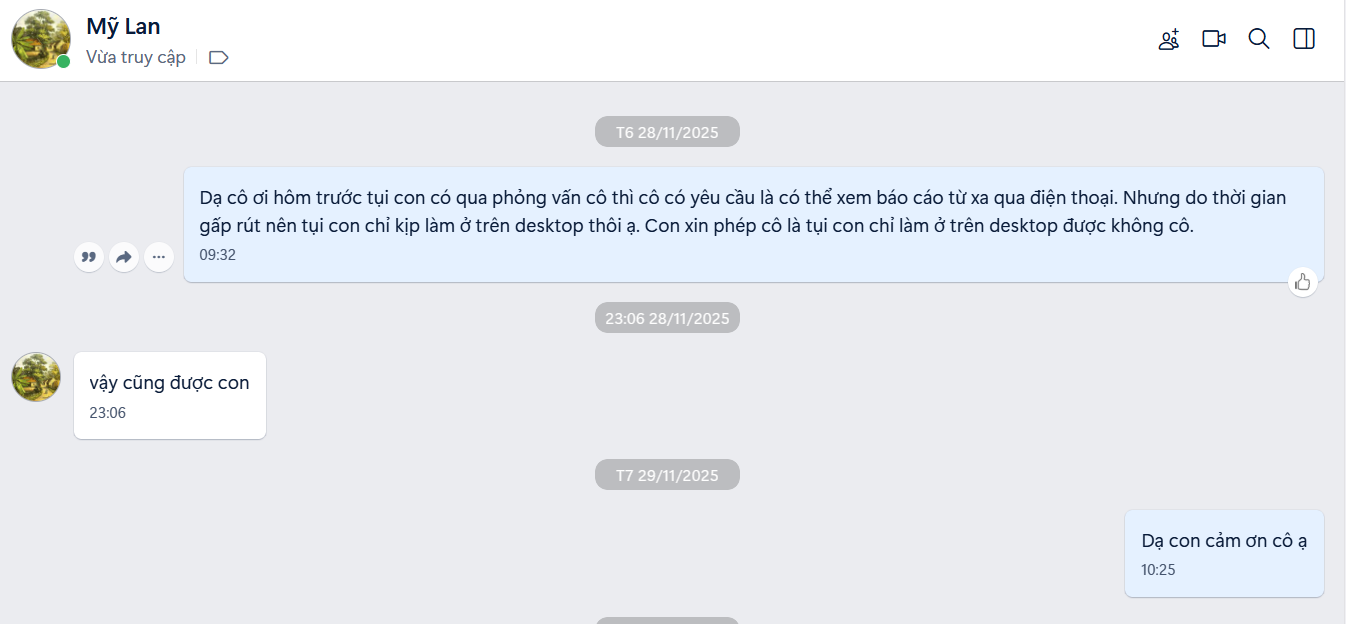 Mỹ Lan
Vừa truy cập
T6 28/11/2025
Dạ cô ơi hôm trước tụi con có qua phỏng vấn cô thì cô có yêu cầu là có thể xem báo cáo từ xa qua điện thoại. Nhưng do thời gian
gấp rút nên tụi con chỉ kịp làm ở trên desktop thôi ạ. Con xin phép cô là tụi con chỉ làm ở trên desktop được không cô.
09:32
23:06 28/11/2025
vậy cũng được con
23:06
T7 29/11/2025
Dạ con cảm ơn cô ạ
10:25